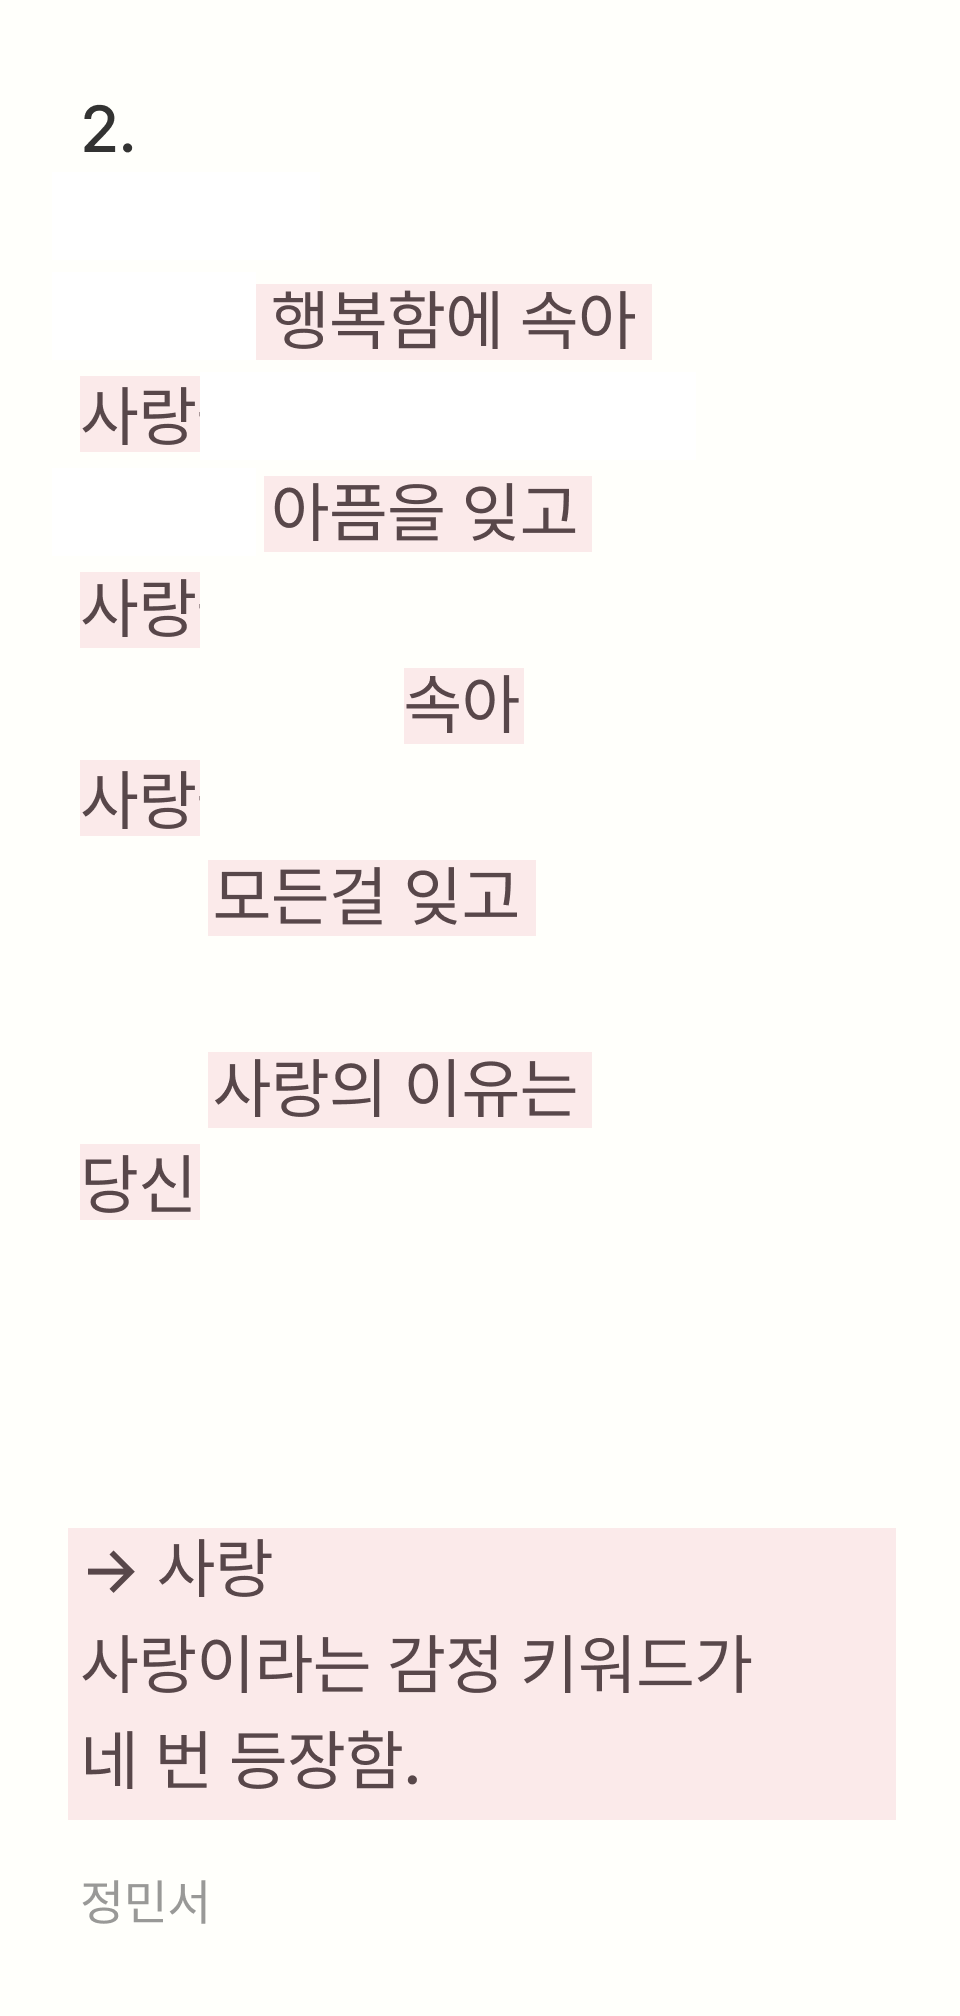 2.
행복함에 속아
사랑
아픔을 잊고
사랑
속아
사랑
모든걸 잊고
사랑의 이유는
당신
→ 사랑
사랑이라는 감정 키워드가
네 번 등장함.
정민서